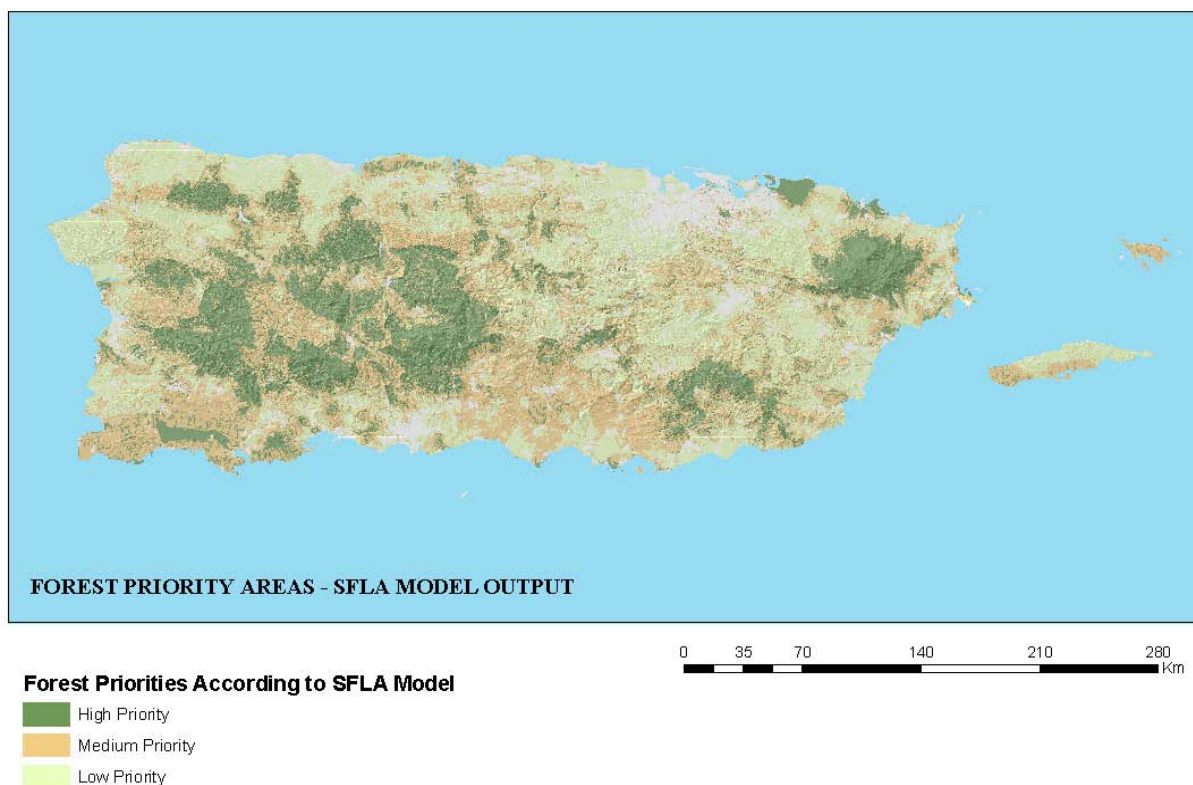 FOREST PRIORITY AREAS - SFLA MODEL OUTPUT
0 35 70 140 210 280
Km
Forest Priorities According to SFLA Model
High Priority
Medium Priority
Low Priority